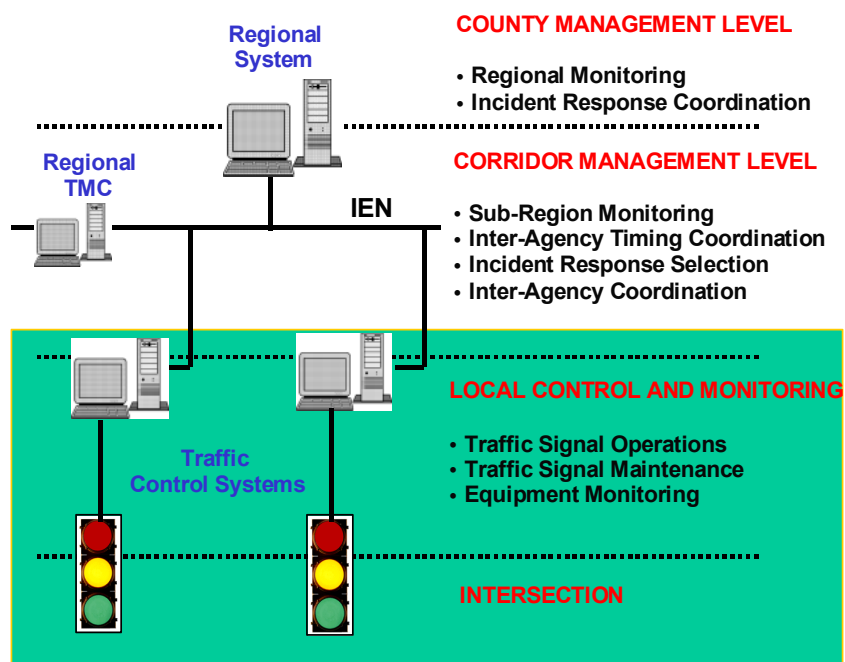 Regional
System
COUNTY MANAGEMENT LEVEL
• Regional Monitoring
• Incident Response Coordination
Regional
TMC
CORRIDOR MANAGEMENT LEVEL
IEN
• Sub-Region Monitoring
• Inter-Agency Timing Coordination
• Incident Response Selection
• Inter-Agency Coordination
LOCAL CONTROL AND MONITORING
Traffic
Control Systems
• Traffic Signal Operations
• Traffic Signal Maintenance
• Equipment Monitoring
INTERSECTION